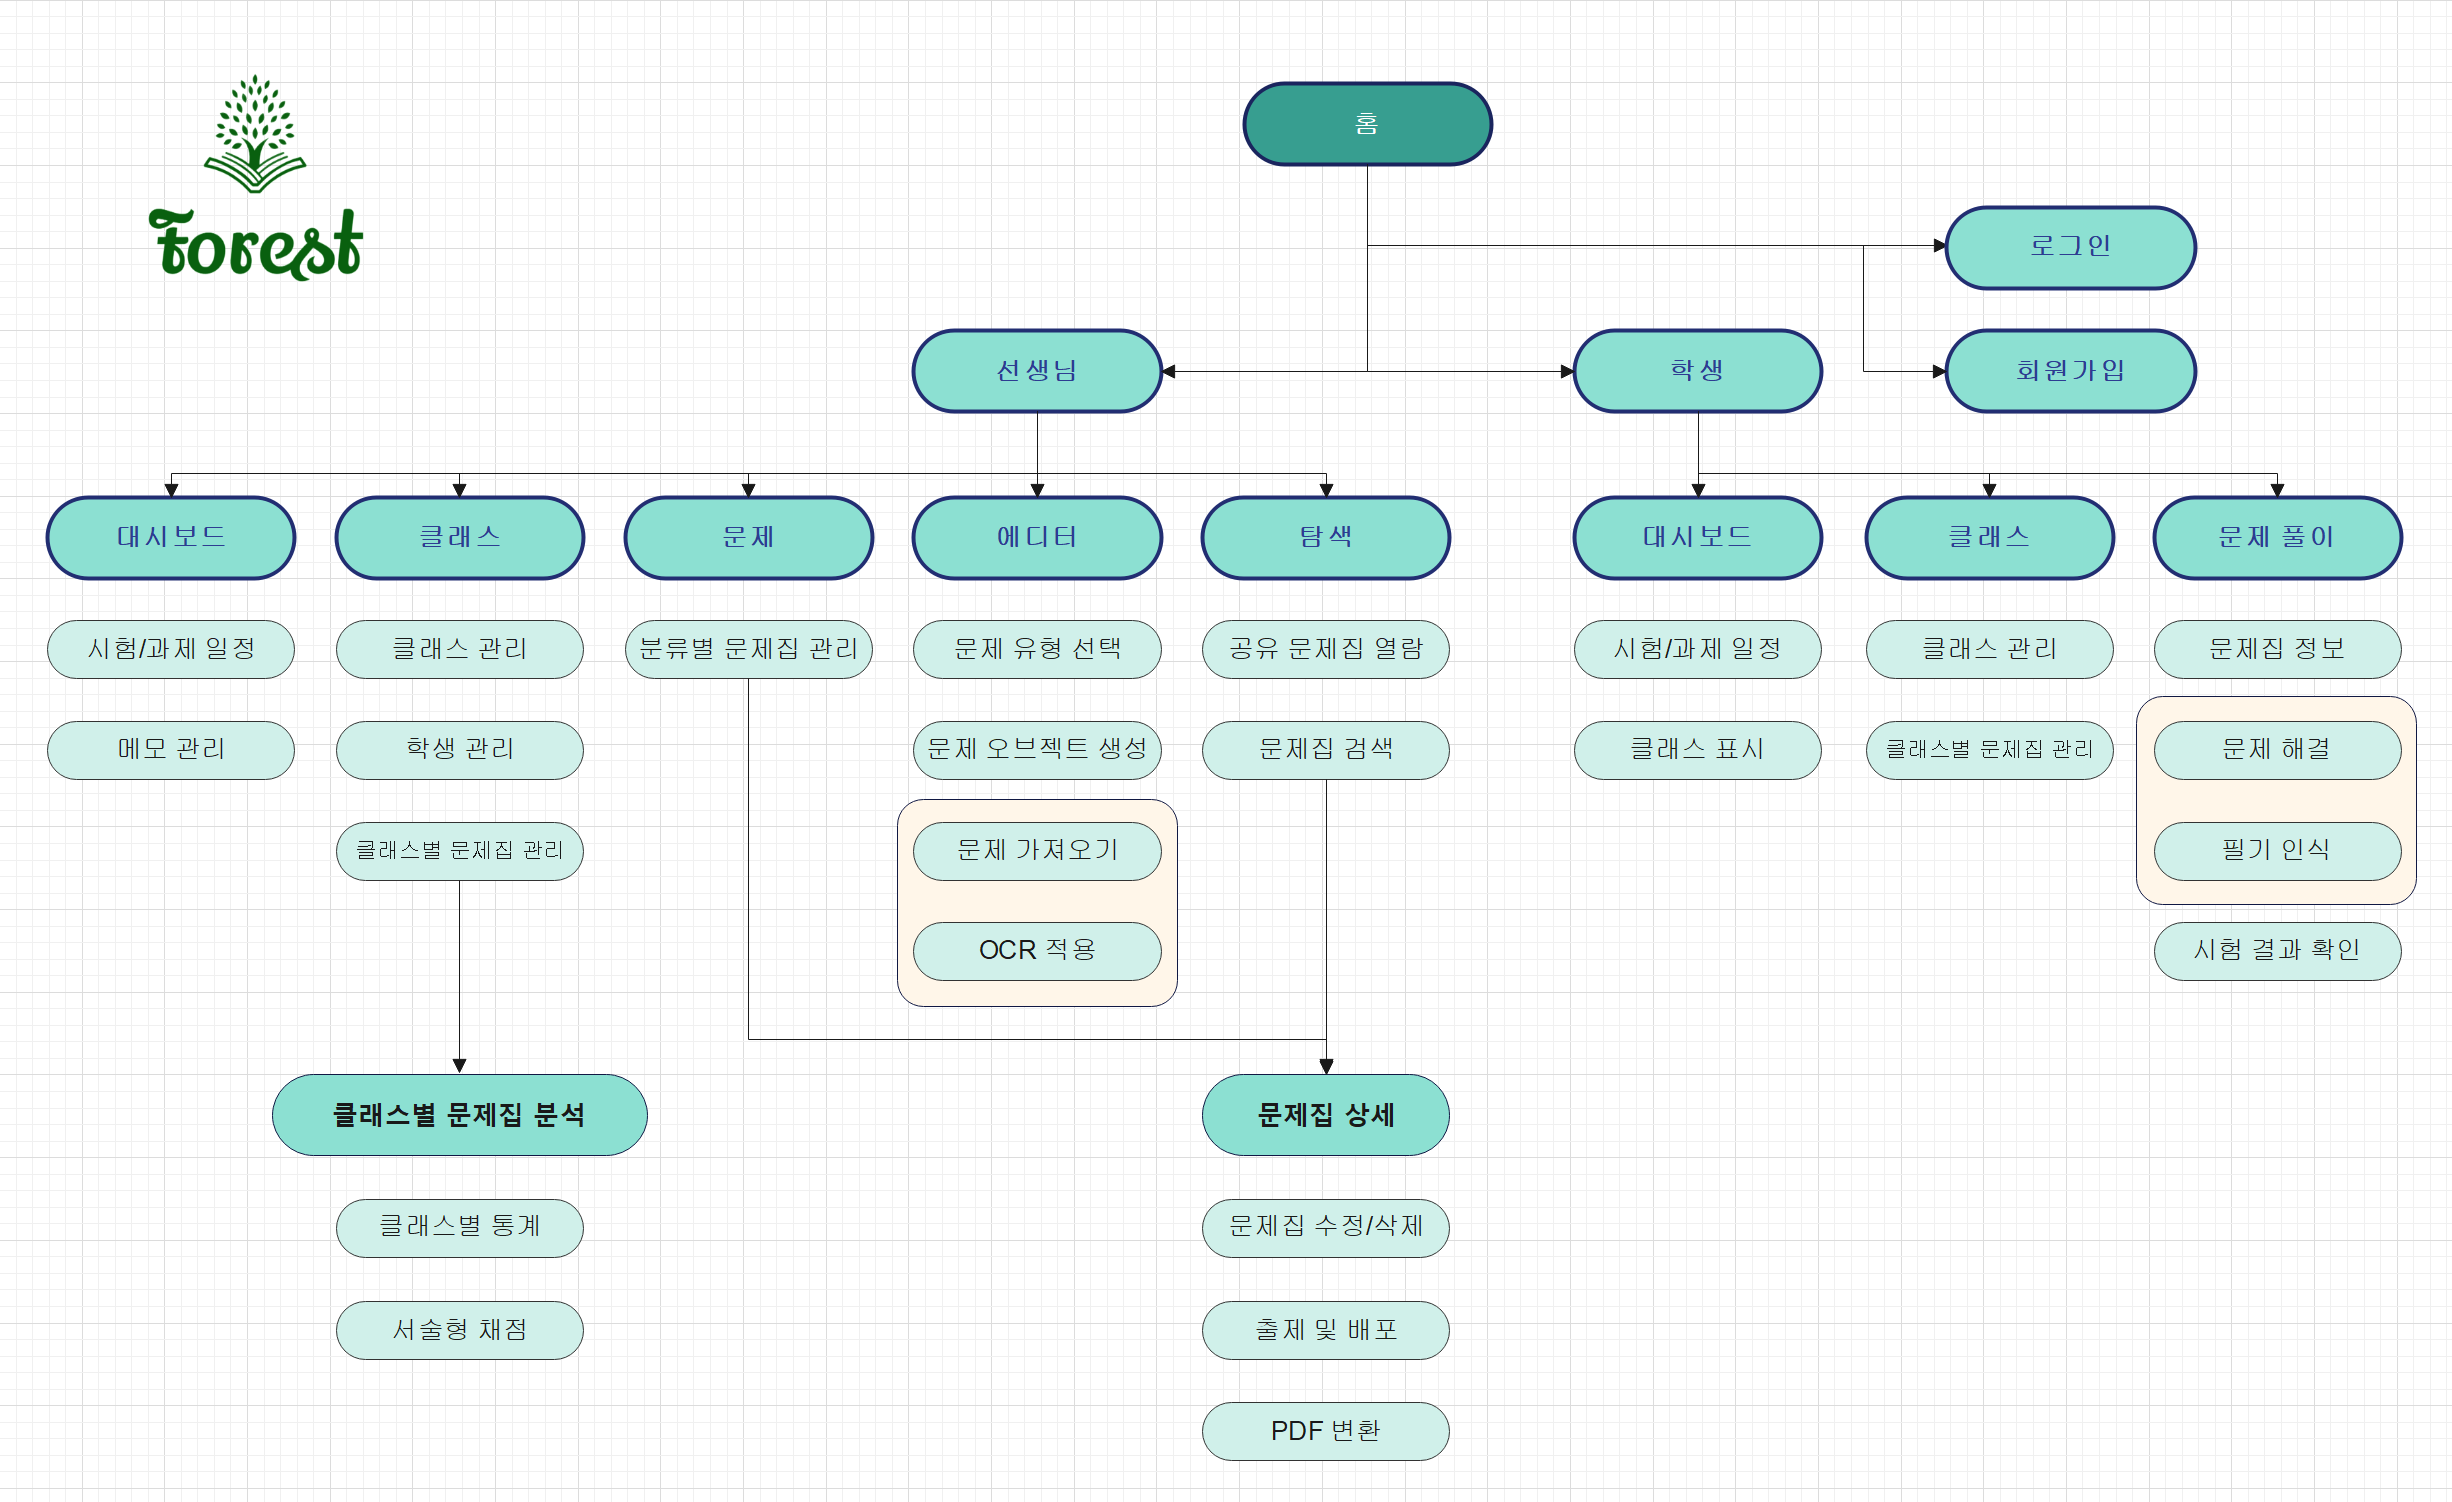 홈
Forest
로그인
선생님
학생
회원가입
대시보드
클래스
문제
에디터
탐색
대시보드
클래스
문제 풀이
시험/과제 일정
클래스 관리
분류별 문제집 관리
문제 유형 선택
공유 문제집 열람
시험/과제 일정
클래스 관리
문제집 정보
메모 관리
학생 관리
문제 오브젝트 생성
문제집 검색
클래스 표시
클래스별 문제집 관리
문제 해결
클래스별 문제집 관리
문제 가져오기
필기 인식
OCR 적용
시험 결과 확인
클래스별 문제집 분석
문제집 상세
클래스별 통계
문제집 수정/삭제
서술형 채점
출제 및 배포
PDF 변환